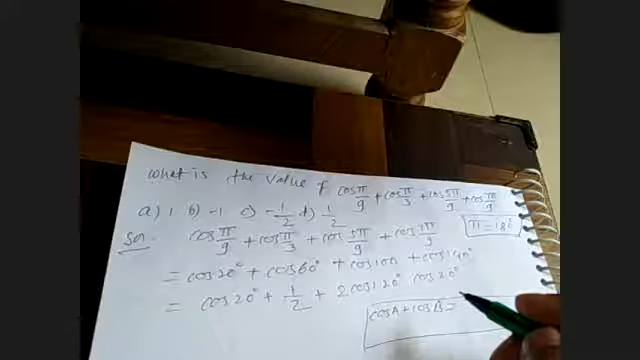 What is the value of cos π/9 + cos π/3 + cos 5π/9 + cos 7π/9
a) 1 b) -1 c) -1/2 d) 1/2
Sol. cos π/9 + cos π/3 + cos 5π/9 + cos 7π/9
π = 180°
= cos 20° + cos 60° + cos 100 + cos 140°
= cos 20° + 1/2 + 2 cos 120° cos 20°
cos A + cos B =